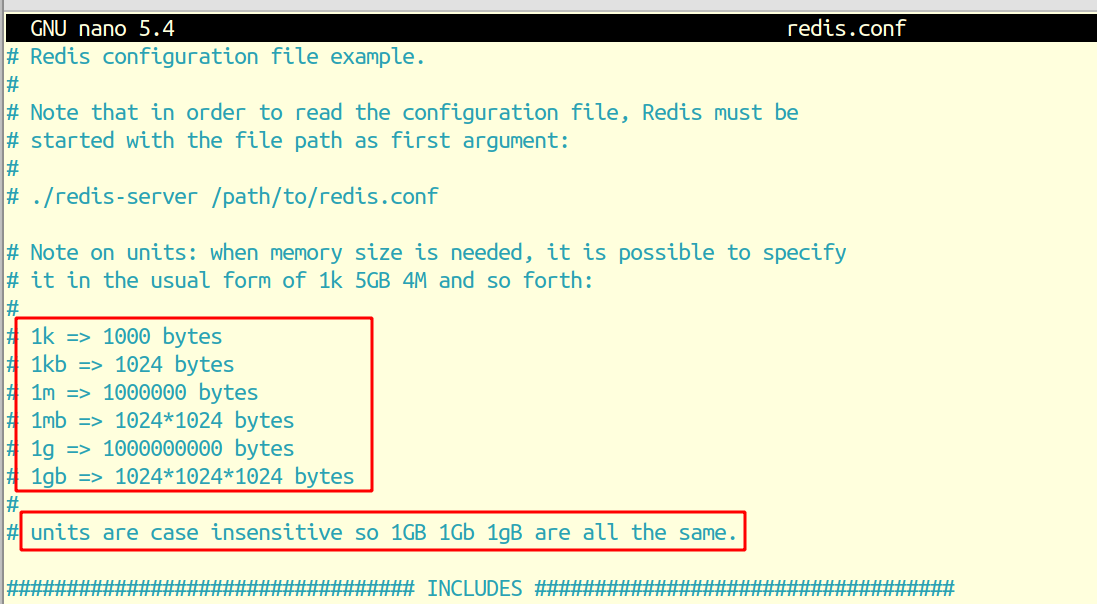 GNU nano 5.4 redis.conf
# Redis configuration file example.
#
# Note that in order to read the configuration file, Redis must be
# started with the file path as first argument:
#
# ./redis-server /path/to/redis.conf
# Note on units: when memory size is needed, it is possible to specify
# it in the usual form of 1k 5GB 4M and so forth:
#
# 1k => 1000 bytes
# 1kb => 1024 bytes
# 1m => 1000000 bytes
# 1mb => 1024*1024 bytes
# 1g => 1000000000 bytes
# 1gb => 1024*1024*1024 bytes
#
# units are case insensitive so 1GB 1Gb 1gB are all the same.
################################## INCLUDES ###################################